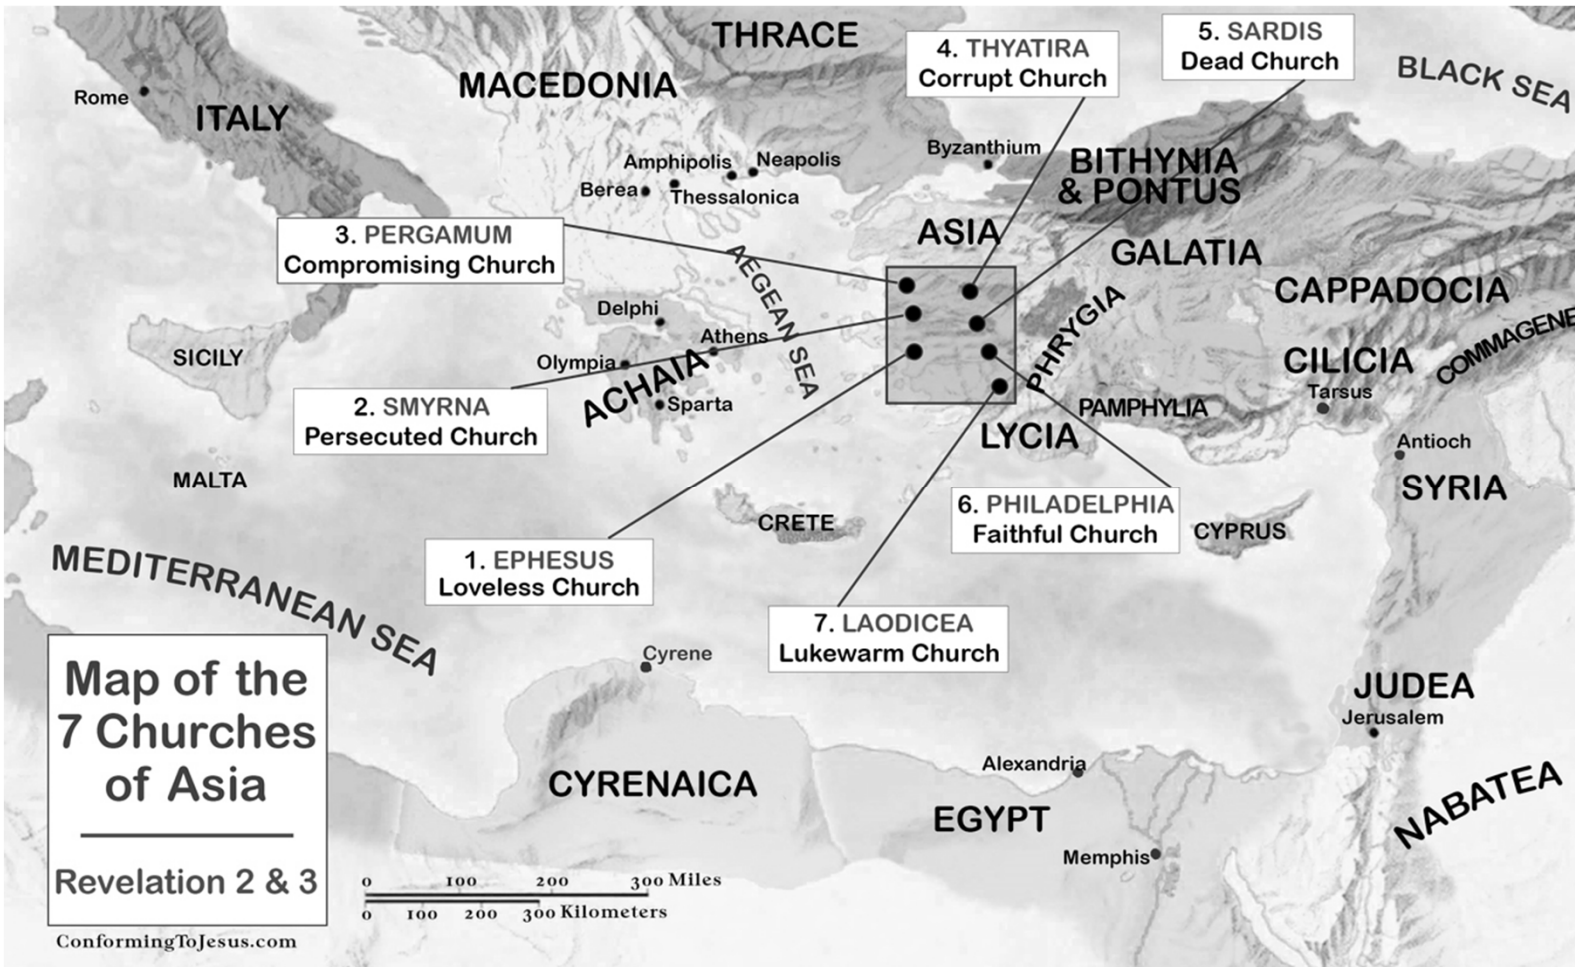 THRACE
MACEDONIA
4. THYATIRA
Corrupt Church
5. SARDIS
Dead Church
BLACK SEA
Rome
ITALY
Byzantium
BITHYNIA
& PONTUS
Amphipolis
Neapolis
Berea
Thessalonica
3. PERGAMUM
Compromising Church
ASIA
GALATIA
AEGEAN SEA
CAPPADOCIA
PHRYGIA
COMMAGENE
Delphi
Athens
SICILY
Olympia
ACHAIA
CILICIA
Tarsus
2. SMYRNA
Persecuted Church
Sparta
PAMPHYLIA
LYCIA
Antioch
MALTA
SYRIA
CRETE
6. PHILADELPHIA
Faithful Church
CYPRUS
1. EPHESUS
Loveless Church
MEDITERRANEAN SEA
7. LAODICEA
Lukewarm Church
Cyrene
JUDEA
Jerusalem
Map of the
7 Churches
of Asia
Revelation 2 & 3
CYRENAICA
Alexandria
EGYPT
NABATEA
Memphis
0 100 200 300 Miles
0 100 200 300 Kilometers
ConformingToJesus.com